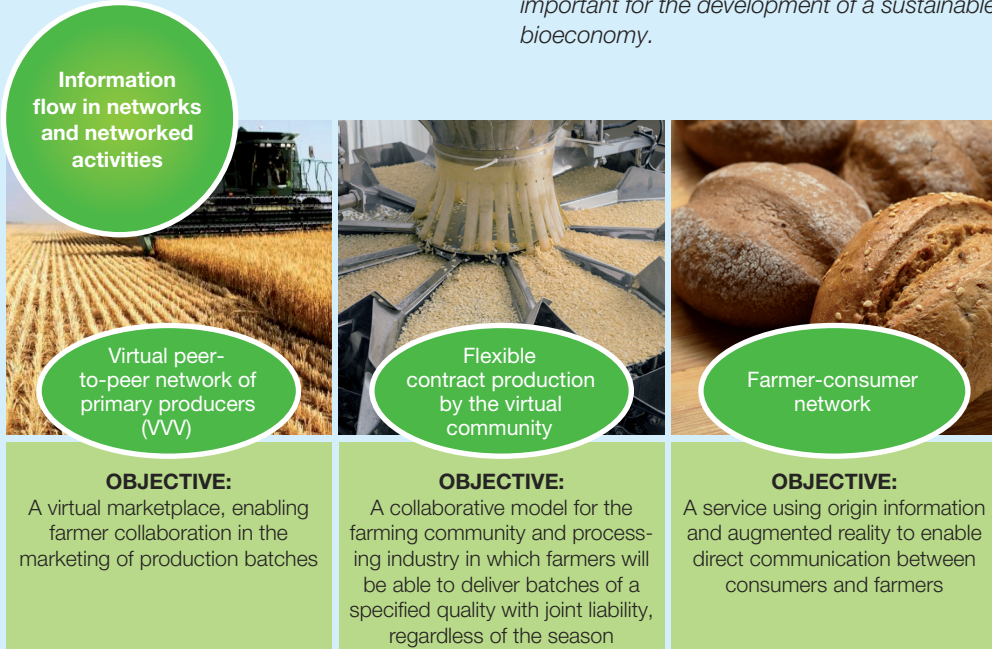 important for the development of a sustainable
bioeconomy.
Information
flow in networks
and networked
activities
Virtual peer-
to-peer network of
primary producers
(VVV)
Flexible
contract production
by the virtual
community
Farmer-consumer
network
OBJECTIVE:
A virtual marketplace, enabling
farmer collaboration in the
marketing of production batches
OBJECTIVE:
A collaborative model for the
farming community and process-
ing industry in which farmers will
be able to deliver batches of a
specified quality with joint liability,
regardless of the season
OBJECTIVE:
A service using origin information
and augmented reality to enable
direct communication between
consumers and farmers